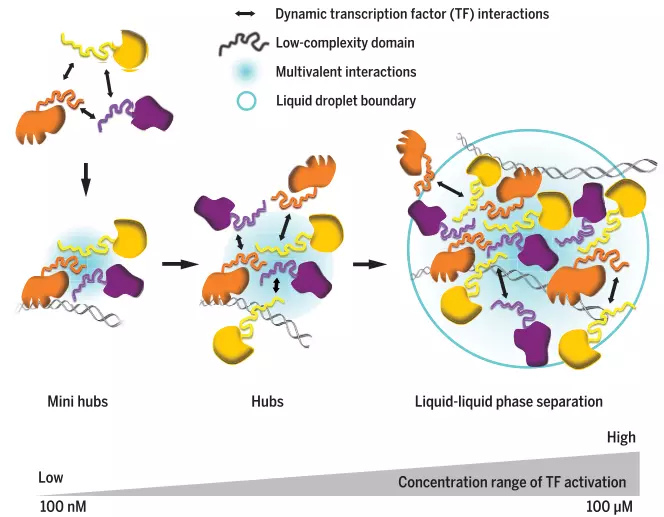 Dynamic transcription factor (TF) interactions
Low-complexity domain
Multivalent interactions
Liquid droplet boundary
Mini hubs
Hubs
Liquid-liquid phase separation
High
Low
Concentration range of TF activation
100 nM
100 μM